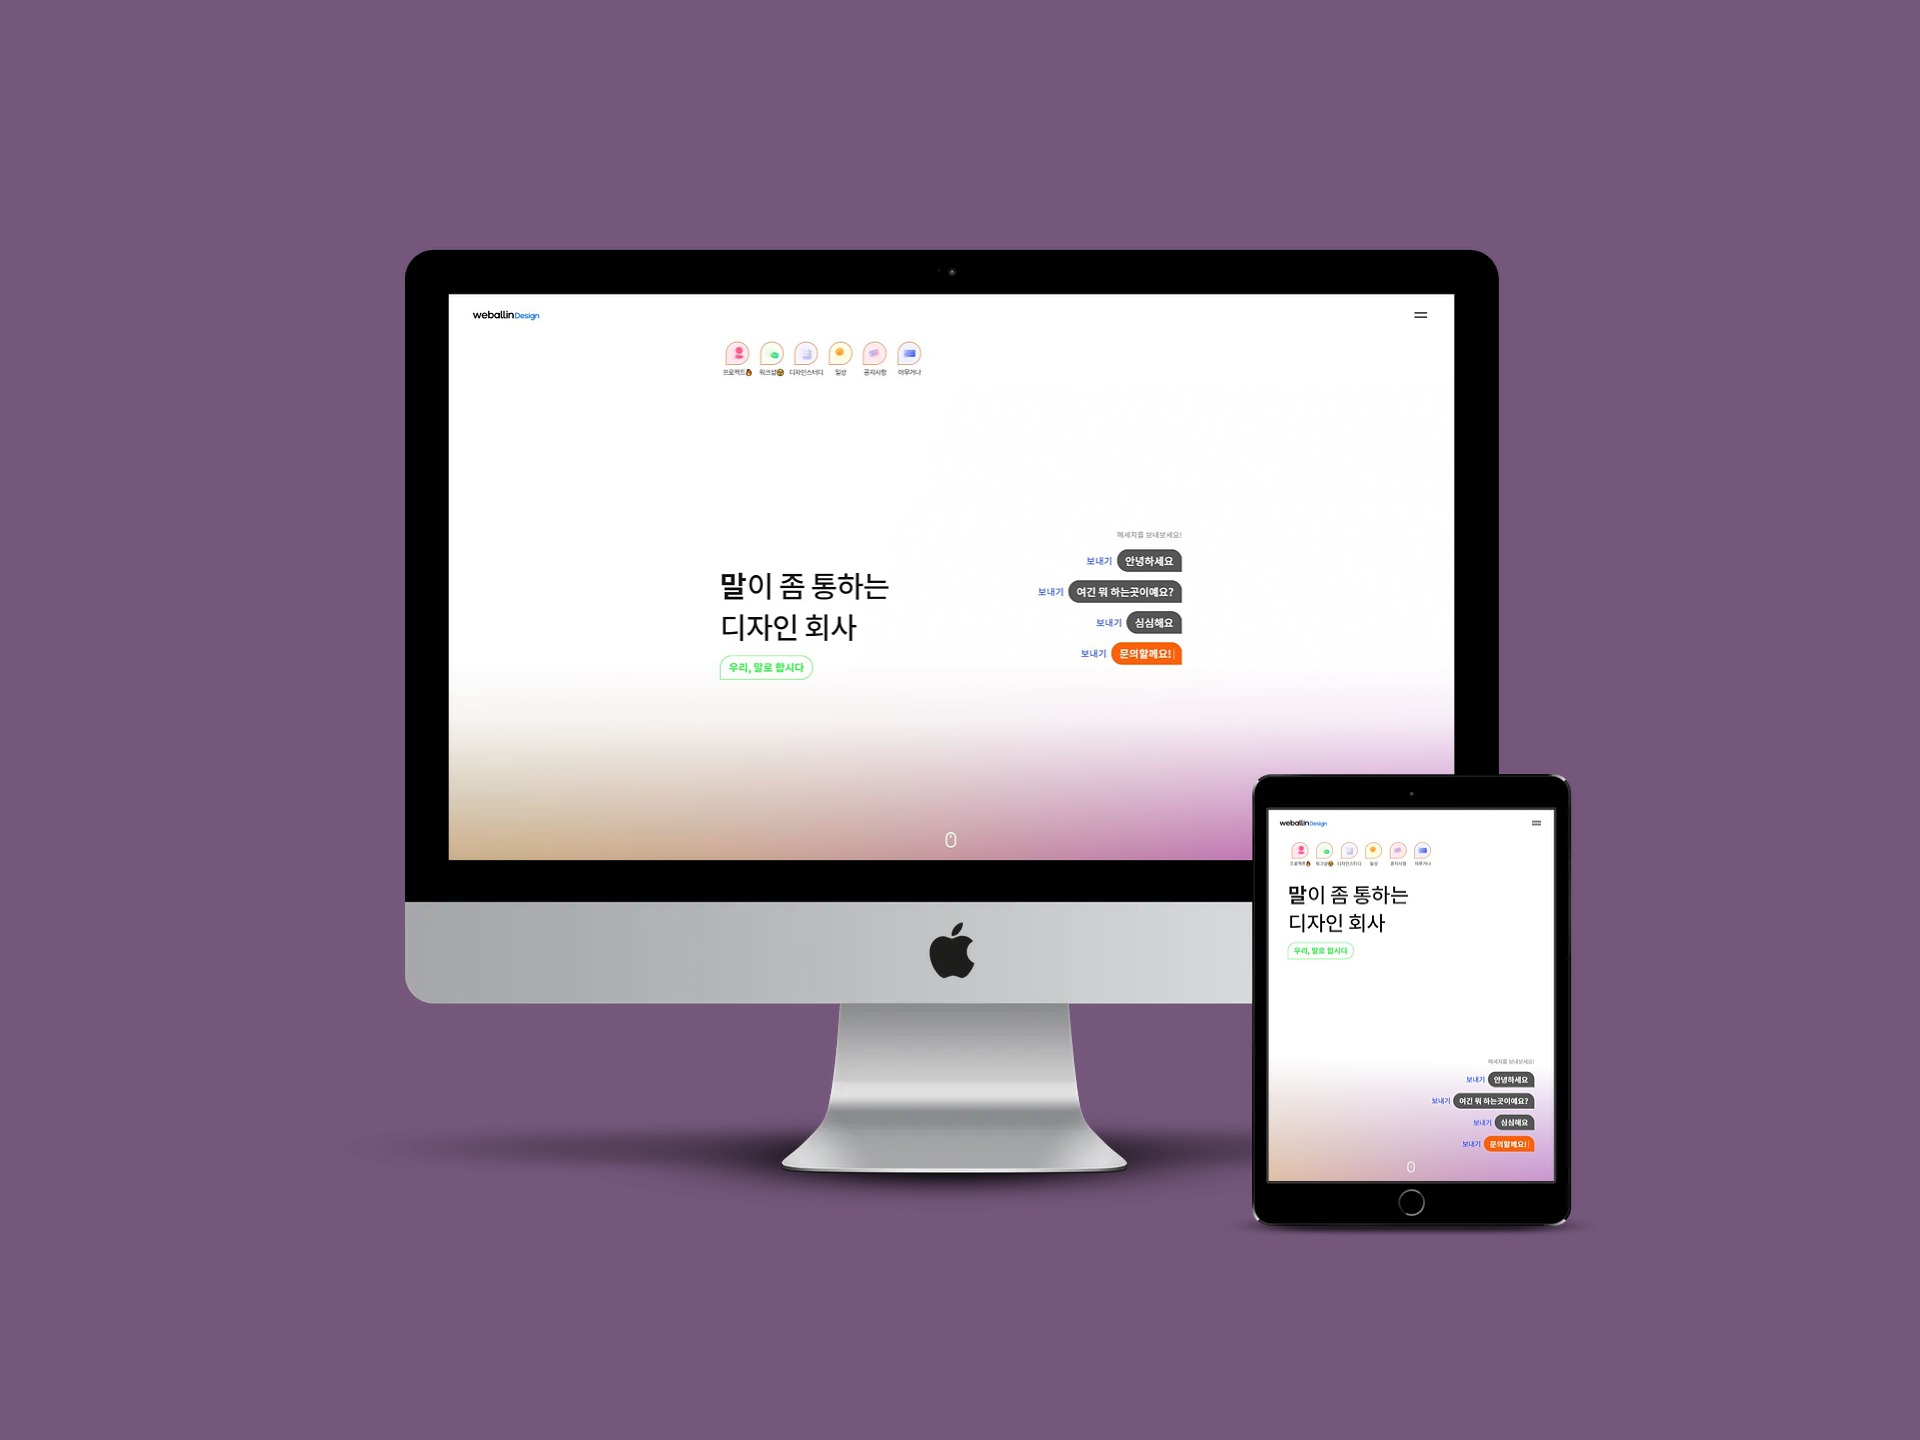 weballinDesign
프로젝트🔥 워크샵😵 디자인스터디 일상 공지사항 아무거나
메세지를 보내보세요!
보내기 안녕하세요
보내기 여긴 뭐 하는곳이예요?
보내기 심심해요
보내기 문의할께요!
말이 좀 통하는
디자인 회사
우리, 말로 합시다
weballinDesign
프로젝트🔥 워크샵😵 디자인스터디 일상 공지사항 아무거나
말이 좀 통하는
디자인 회사
우리, 말로 합시다
메세지를 보내보세요!
보내기 안녕하세요
보내기 여긴 뭐 하는곳이예요?
보내기 심심해요
보내기 문의할께요!